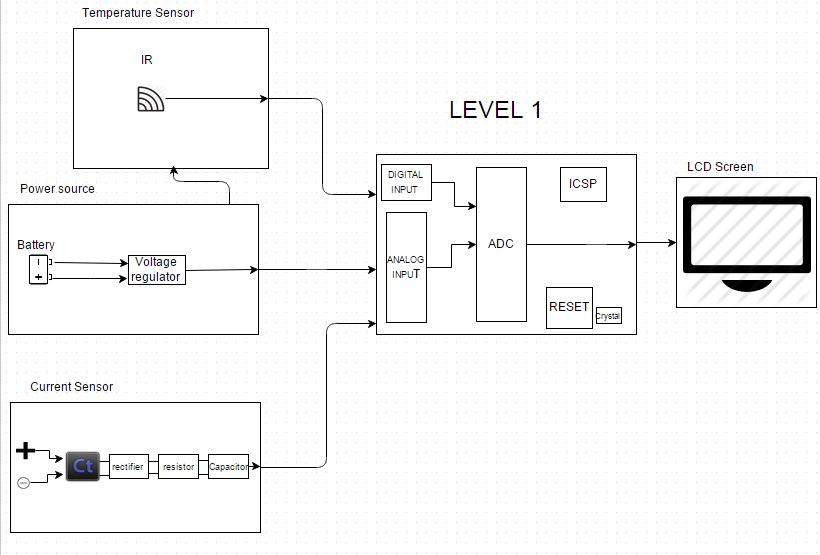 Temperature Sensor
IR
LEVEL 1
Power source
Battery
Voltage
regulator
DIGITAL
INPUT
ANALOG
INPUT
ADC
ICSP
RESET
Crystal
LCD Screen
Current Sensor
Ct
rectifier
resistor
Capacitor